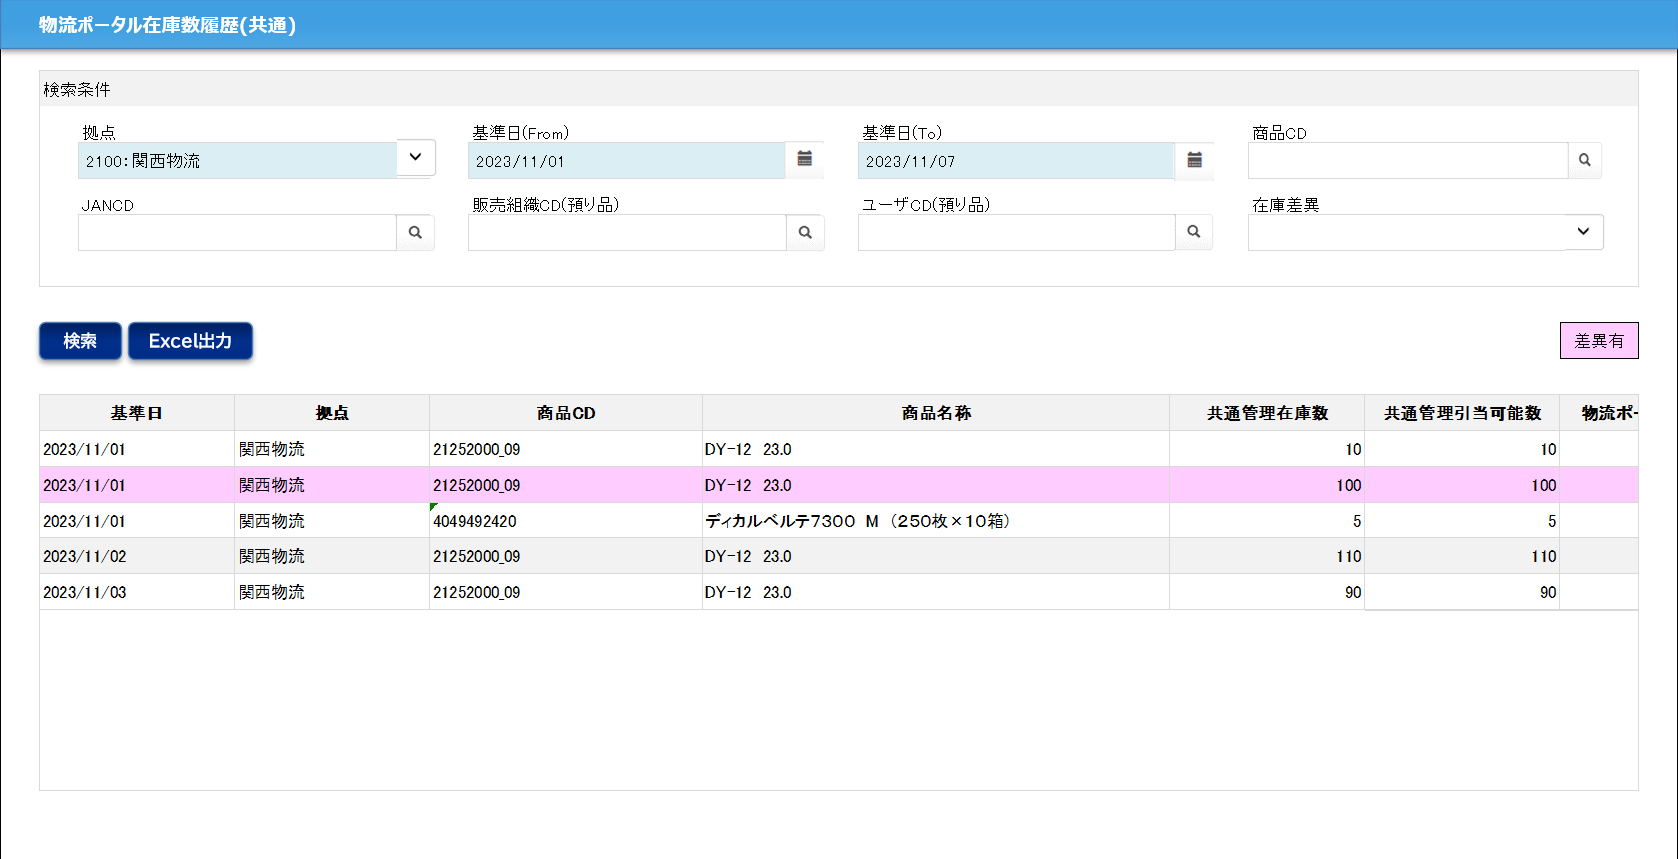 物流ポータル在庫数履歴(共通)
検索条件
拠点 基準日(From) 基準日(To) 商品CD
2100:関西物流 2023/11/01 2023/11/07
JANCD 販売組織CD(預り品) ユーザCD(預り品) 在庫差異
検索 Excel出力 差異有
基準日 拠点 商品CD 商品名称 共通管理在庫数 共通管理引当可能数 物流ポー
2023/11/01 関西物流 21252000_09 DY-12 23.0 10 10
2023/11/01 関西物流 21252000_09 DY-12 23.0 100 100
2023/11/01 関西物流 4049492420 ディカルベルテ7300 M (250枚×10箱) 5 5
2023/11/02 関西物流 21252000_09 DY-12 23.0 110 110
2023/11/03 関西物流 21252000_09 DY-12 23.0 90 90